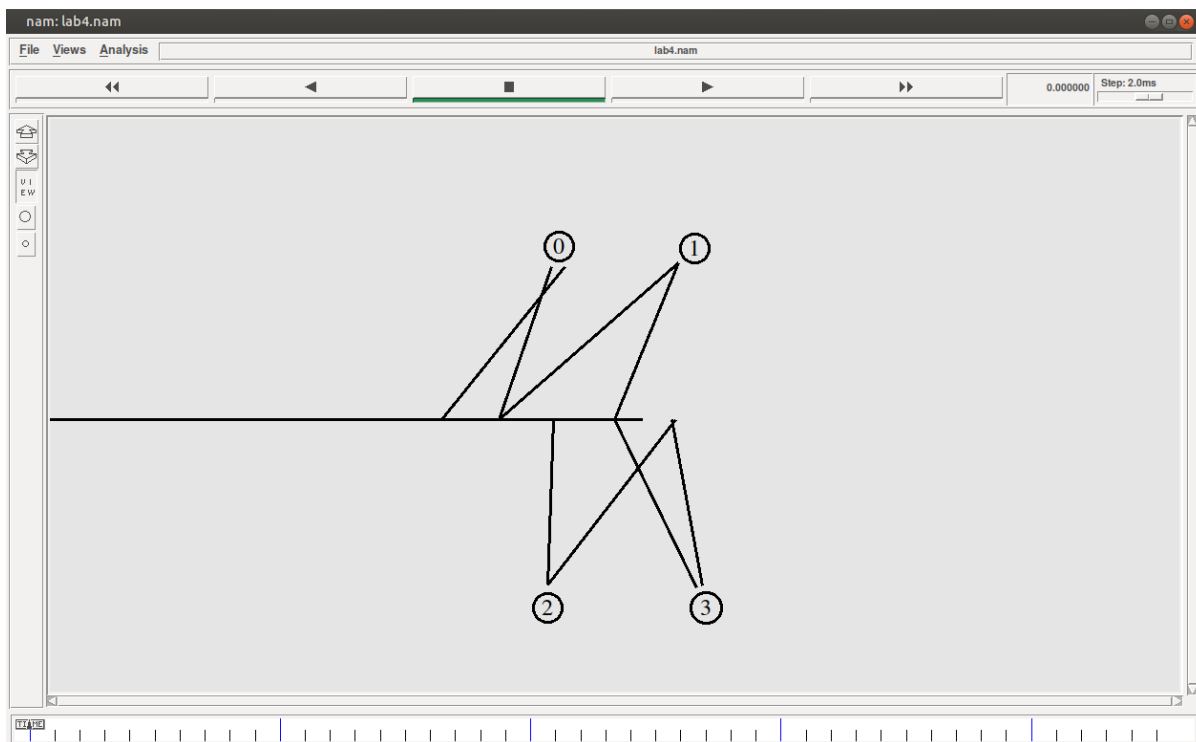 nam: lab4.nam
File Views Analysis lab4.nam
0.000000 Step: 2.0ms
V I
E W
0 1
2 3
TIME